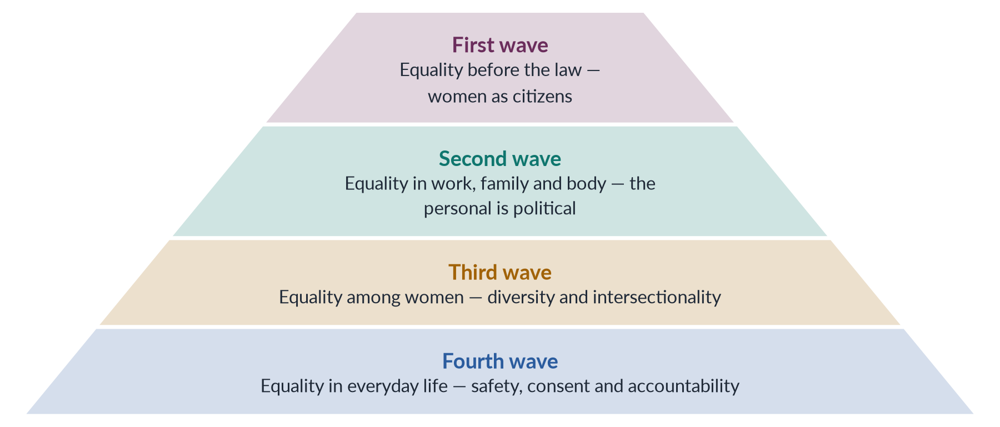 First wave
Equality before the law —
women as citizens
Second wave
Equality in work, family and body — the
personal is political
Third wave
Equality among women — diversity and intersectionality
Fourth wave
Equality in everyday life — safety, consent and accountability